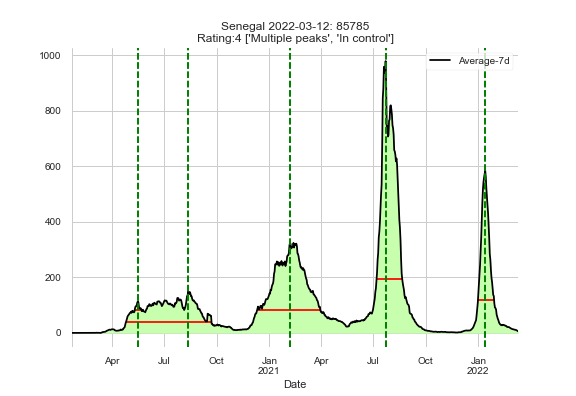 Senegal 2022-03-12: 85785
Rating:4 ['Multiple peaks', 'In control']
Average-7d
1000
800
600
400
200
0
Apr Jul Oct Jan Apr Jul Oct Jan
2021 2022
Date